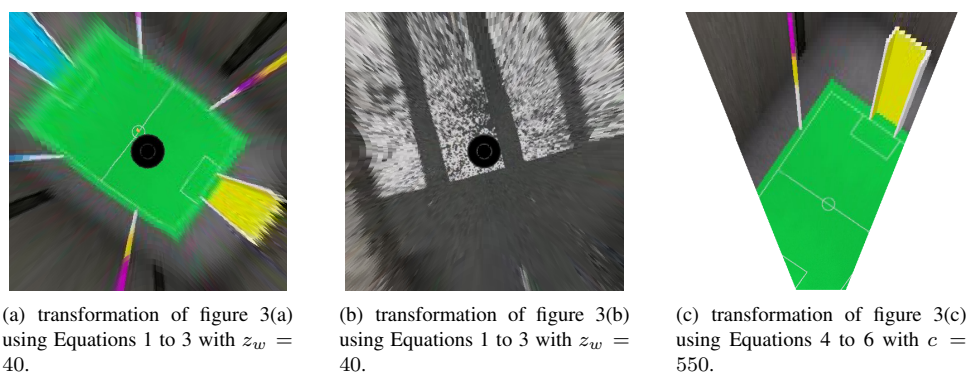 (a) transformation of figure 3(a)
using Equations 1 to 3 with z_w =
40.
(b) transformation of figure 3(b)
using Equations 1 to 3 with z_w =
40.
(c) transformation of figure 3(c)
using Equations 4 to 6 with c =
550.